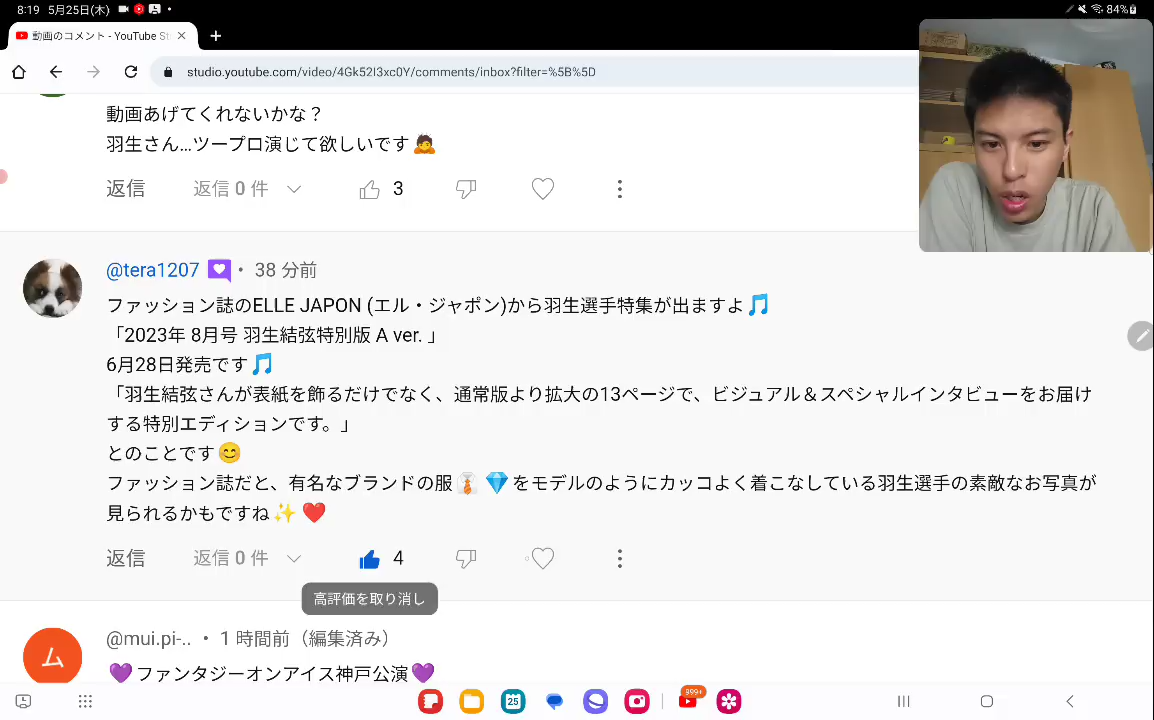 8:19 5月25日(木)
84%
動画のコメント - YouTube St
studio.youtube.com/video/4Gk52I3xc0Y/comments/inbox?filter=%5B%5D
動画あげてくれないかな？
羽生さん...ツープロ演じて欲しいです🙇
返信 返信 0 件 3
@tera1207 • 38 分前
ファッション誌のELLE JAPON (エル・ジャポン)から羽生選手特集が出ますよ🎵
「2023年 8月号 羽生結弦特別版 A ver. 」
6月28日発売です🎵
「羽生結弦さんが表紙を飾るだけでなく、通常版より拡大の13ページで、ビジュアル＆スペシャルインタビューをお届け
する特別エディションです。」
とのことです😊
ファッション誌だと、有名なブランドの服👔💎をモデルのようにカッコよく着こなしている羽生選手の素敵なお写真が
見られるかもですね✨❤️
返信 返信 0 件 4
高評価を取り消し
ム
@mui.pi-.. • 1 時間前（編集済み）
💜ファンタジーオンアイス神戸公演💜
25
999+